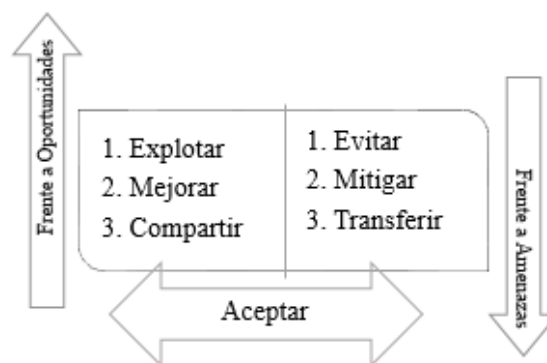 Frente a Oportunidades
1. Explotar
2. Mejorar
3. Compartir
1. Evitar
2. Mitigar
3. Transferir
Frente a Amenazas
Aceptar